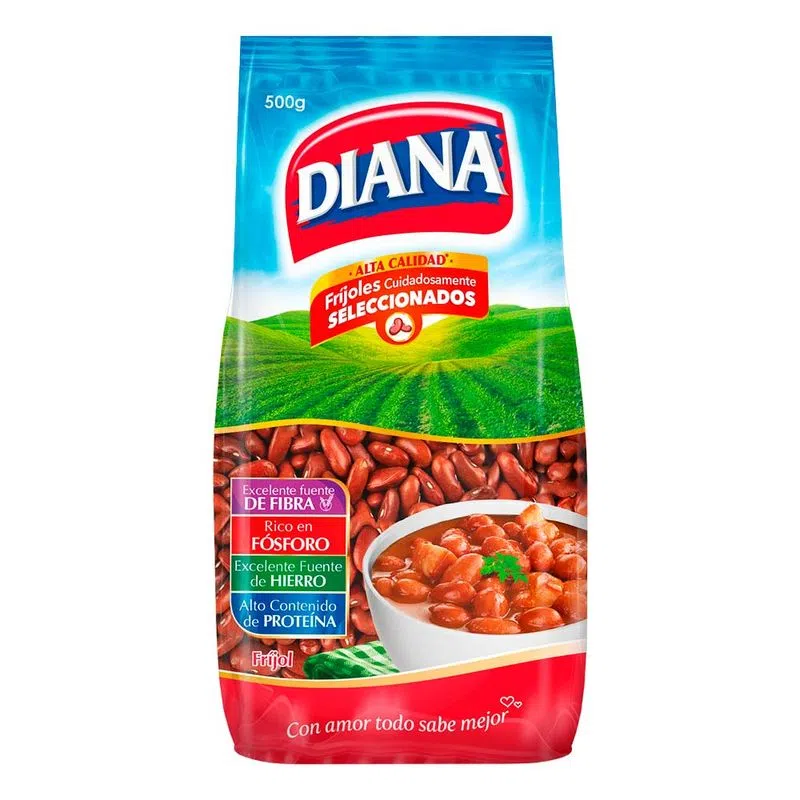 500g
DIANA
ALTA CALIDAD
Fríjoles Cuidadosamente
SELECCIONADOS
Excelente fuente
DE FIBRA
Rico en
FÓSFORO
Excelente Fuente
de HIERRO
Alto Contenido
de PROTEÍNA
Fríjol
Con amor todo sabe mejor